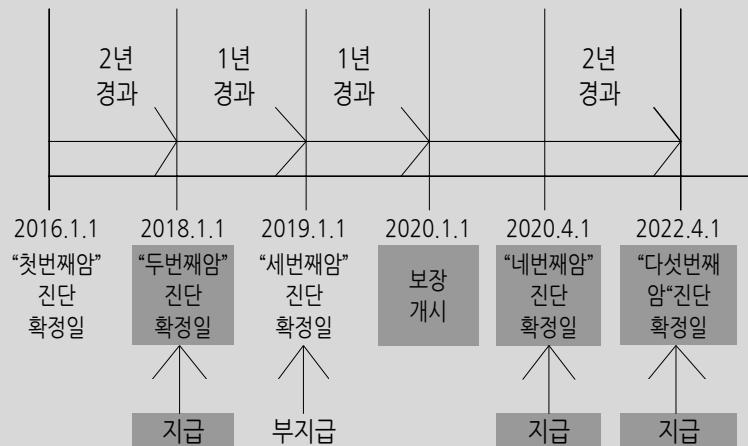 2년
경과
1년
경과
1년
경과
2년
경과
2016.1.1
“첫번째암”
진단
확정일
2018.1.1
“두번째암”
진단
확정일
2019.1.1
“세번째암”
진단
확정일
2020.1.1
보장
개시
2020.4.1
“네번째암”
진단
확정일
2022.4.1
“다섯번째
암“진단
확정일
지급
부지급
지급
지급